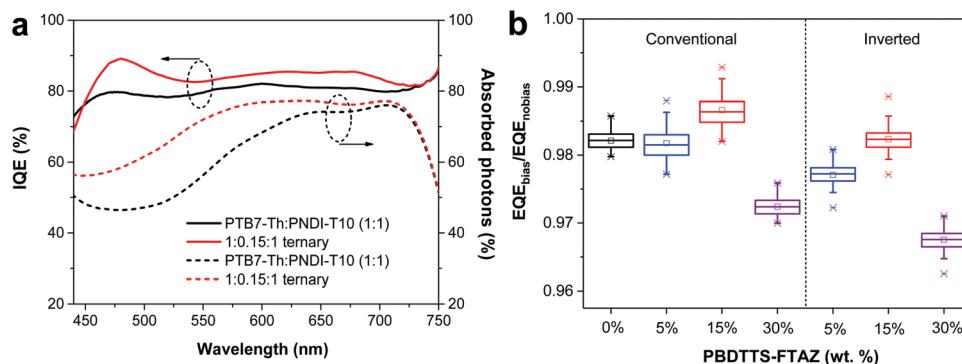 a
100
80
60
40
20
IQE (%)
450 500 550 600 650 700 750
Wavelength (nm)
100
80
60
40
20
Absorbed photons (%)
PTB7-Th:PNDI-T10 (1:1)
1:0.15:1 ternary
PTB7-Th:PNDI-T10 (1:1)
1:0.15:1 ternary
b
Conventional
Inverted
0.99
0.98
0.97
0.96
EQEbias/EQEnobias
0% 5% 15% 30% 5% 15% 30%
PBDTTS-FTAZ (wt. %)